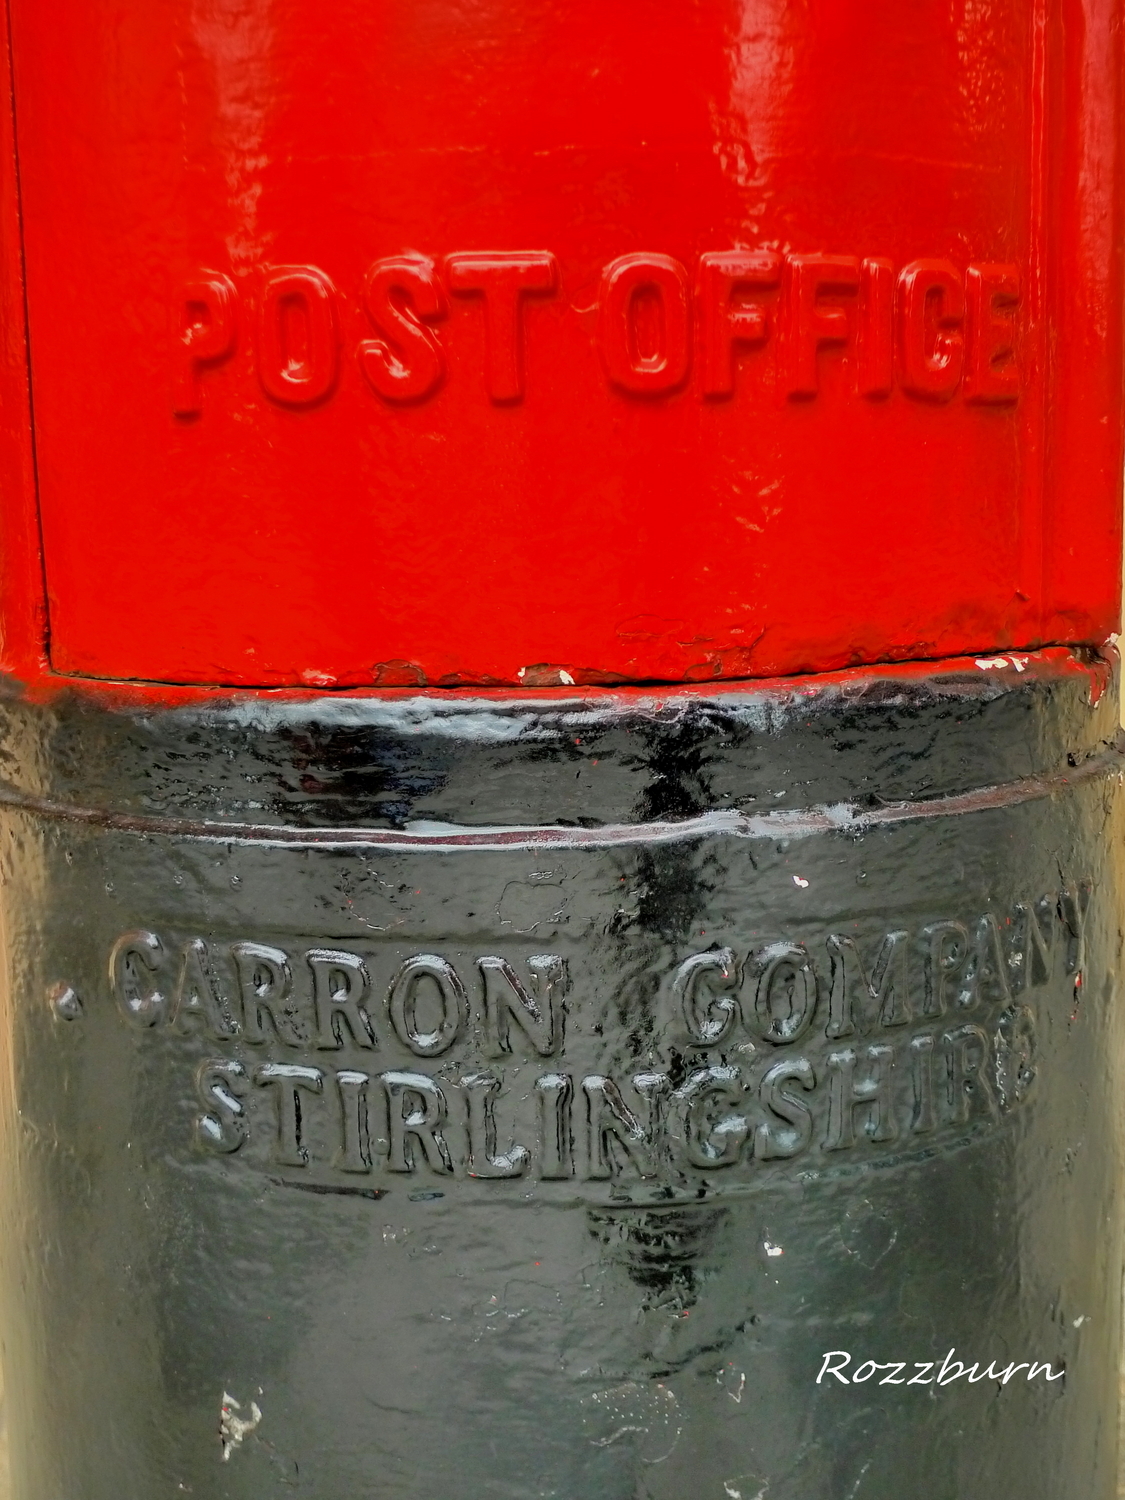 POST OFFICE
CARRON COMPANY
STIRLINGSHIRE
Rozzburn